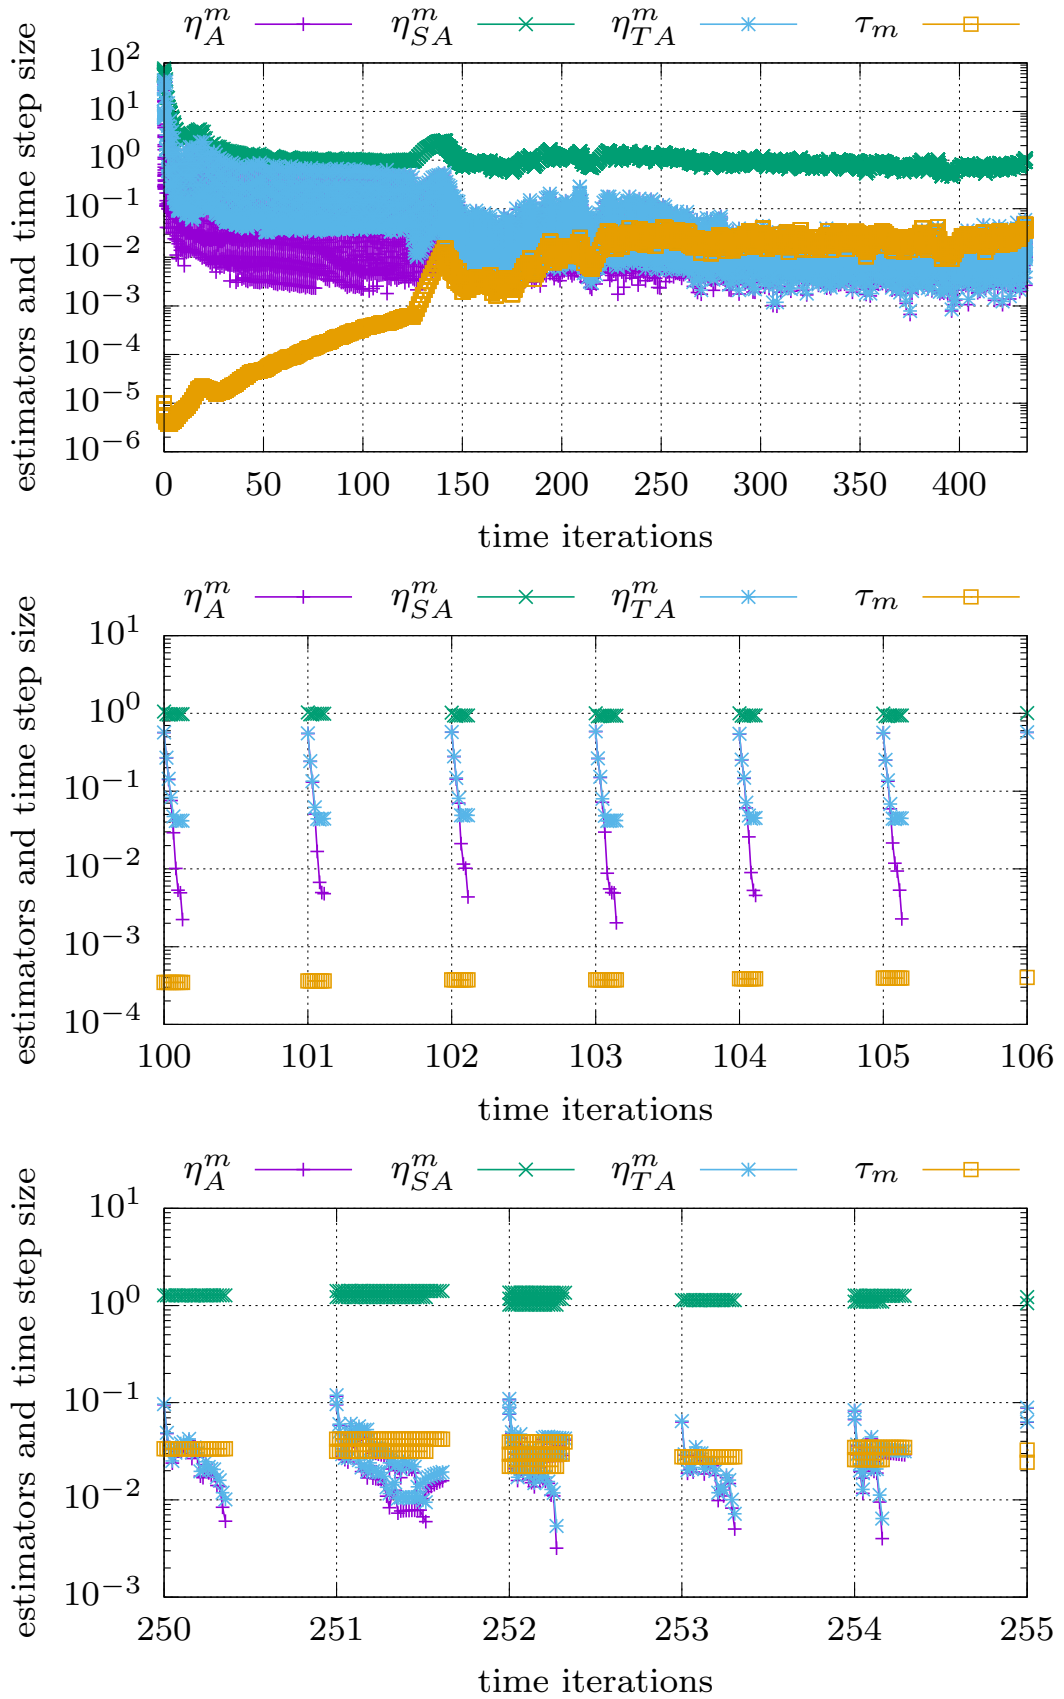 η_A^m η_SA^m η_TA^m τ_m
estimators and time step size
10^2
10^1
10^0
10^−1
10^−2
10^−3
10^−4
10^−5
10^−6
0 50 100 150 200 250 300 350 400
time iterations
η_A^m η_SA^m η_TA^m τ_m
estimators and time step size
10^1
10^0
10^−1
10^−2
10^−3
10^−4
100 101 102 103 104 105 106
time iterations
η_A^m η_SA^m η_TA^m τ_m
estimators and time step size
10^1
10^0
10^−1
10^−2
10^−3
250 251 252 253 254 255
time iterations